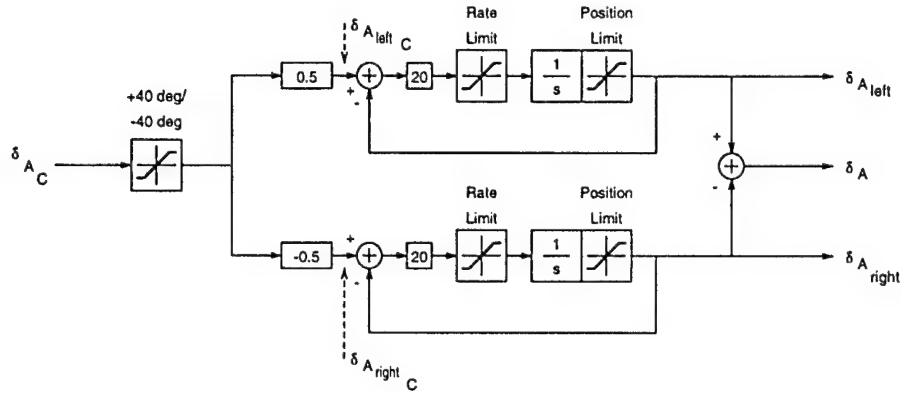 Rate Limit
Position Limit
δ A left C
0.5
+
-
20
1
s
δ A left
+40 deg/
-40 deg
δ A C
+
-
δ A
Rate Limit
Position Limit
-0.5
+
-
20
1
s
δ A right
δ A right C